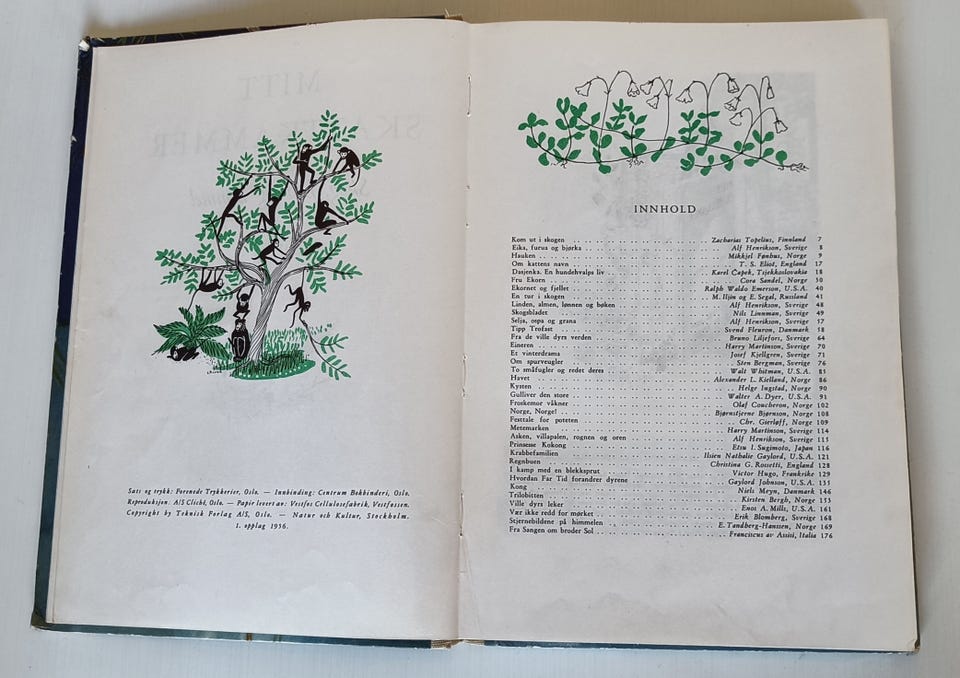 Sats og trykk: Forenede Trykkerier, Oslo. — Innbinding: Centrum Bokbinderi, Oslo.
Reproduksjon: A/S Cliché, Oslo. — Papir levert av: Vestfos Cellulosefabrik, Vestfossen.
Copyright by Teknisk Forlag A/S, Oslo. — Natur och Kultur, Stockholm.
1. opplag 1956.
INNHOLD
Kom ut i skogen .. Zacharias Topelius, Finnland 7
Eika, furua og bjørka .. Alf Henrikson, Sverige 8
Hauken .. Mikkjel Fønhus, Norge 9
Om kattens navn .. T. S. Eliot, England 17
Dasjenka. En hundehvalps liv .. Karel Čapek, Tsjekkoslovakia 18
Fru Ekorn .. Cora Sandel, Norge 30
Ekornet og fjellet .. Ralph Waldo Emerson, U.S.A. 40
En tur i skogen .. M. Iljin og E. Segal, Russland 41
Linden, almen, lønnen og bøken .. Alf Henrikson, Sverige 48
Skogsbladet .. Nils Linnman, Sverige 49
Selja, ospa og grana .. Alf Henrikson, Sverige 57
Tipp Trofast .. Svend Fleuron, Danmark 58
Fra de ville dyrs verden .. Bruno Liljefors, Sverige 64
Eineren .. Harry Martinson, Sverige 70
Et vinterdrama .. Josef Kjellgren, Sverige 71
Om spurveugler .. Sten Bergman, Sverige 76
To småfugler og redet deres .. Walt Whitman, U.S.A. 85
Havet .. Alexander L. Kielland, Norge 86
Kysten .. Helge Ingstad, Norge 90
Gulliver den store .. Walter A. Dyer, U.S.A. 91
Froskemor våkner .. Olaf Coucheron, Norge 102
Norge, Norge! .. Bjørnstjerne Bjørnson, Norge 108
Festtale for poteten .. Chr. Gierløff, Norge 109
Metemarken .. Harry Martinson, Sverige 114
Asken, villapalen, rognen og oren .. Alf Henrikson, Sverige 115
Prinsesse Kokong .. Etsu I. Sugimoto, Japan 116
Krabbefamilien .. Ilsien Nathalie Gaylord, U.S.A. 121
Regnbuen .. Christina G. Rossetti, England 128
I kamp med en blekksprut .. Victor Hugo, Frankrike 129
Hvordan Far Tid forandrer dyrene .. Gaylord Johnson, U.S.A. 135
Kong .. Niels Meyn, Danmark 146
Trilobitten .. Kirsten Bergh, Norge 155
Ville dyr leker .. Enos A. Mills, U.S.A. 161
Vær ikke redd for mørket .. Erik Blomberg, Sverige 168
Stjernebildene på himmelen .. E. Tandberg-Hanssen, Norge 169
Fra Sangen om broder Sol .. Franciscus av Assisi, Italia 176